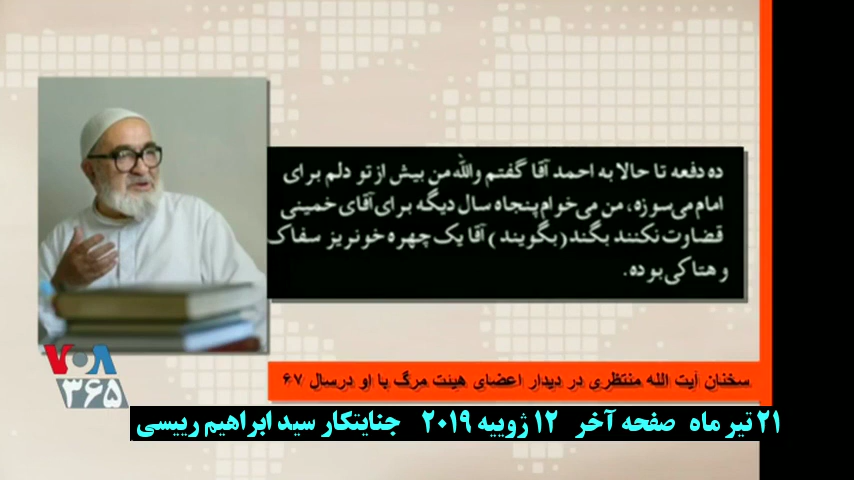 ده دفعه تا حالا به احمد آقا گفتم والله من بیش از تو دلم برای
امام می‌سوزه، من می‌خوام پنجاه سال دیگه برای آقای خمینی
قضاوت نکنند بگند (بگویند) آقا یک چهره خونریز سفاک
و هتاکی بوده.
سخنان آیت الله منتظری در دیدار اعضای هیئت مرگ با او درسال ۶۷
VOA
۳۶۵
۲۱ تیر ماه صفحه آخر ۱۲ ژوییه ۲۰۱۹ جنایتکار سید ابراهیم رییسی